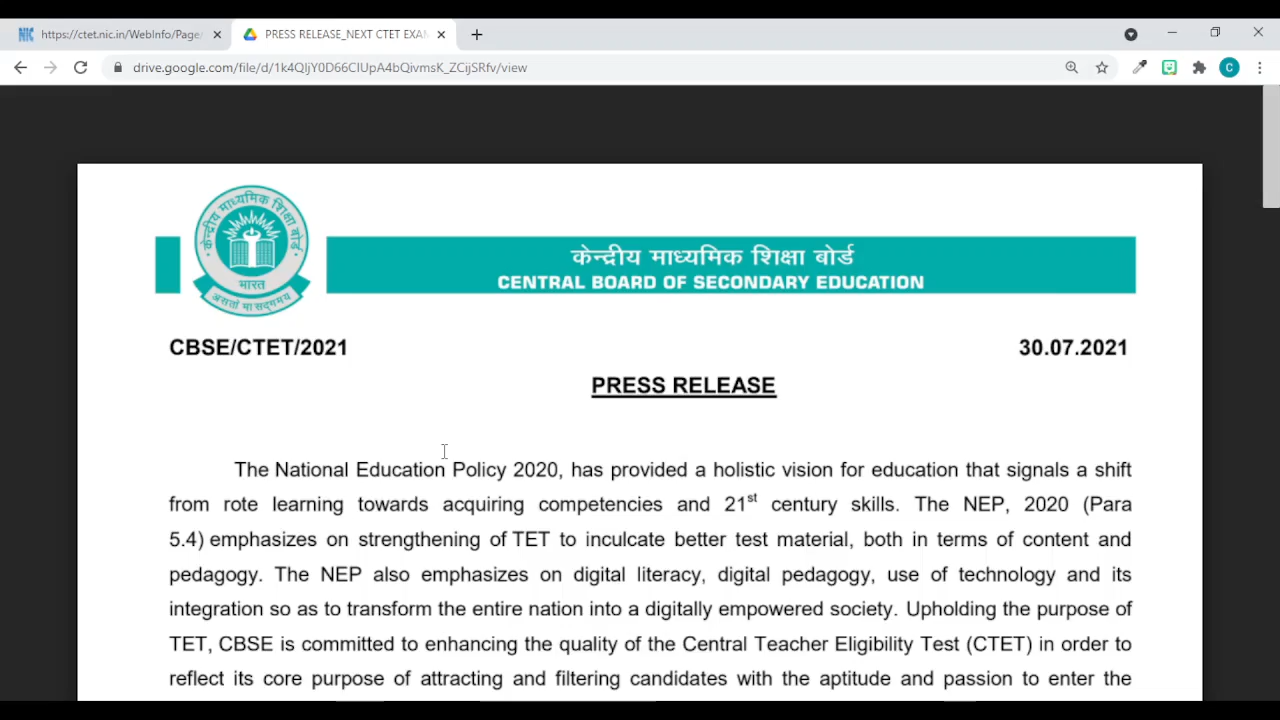 https://ctet.nic.in/WebInfo/Page/
PRESS RELEASE_NEXT CTET EXAM
drive.google.com/file/d/1k4QIjY0D66CIUpA4bQivmsK_ZCijSRfv/view
C
केन्द्रीय माध्यमिक शिक्षा बोर्ड
भारत
असतो मा सद्गमय
केन्द्रीय माध्यमिक शिक्षा बोर्ड
CENTRAL BOARD OF SECONDARY EDUCATION
CBSE/CTET/2021 30.07.2021
PRESS RELEASE
The National Education Policy 2020, has provided a holistic vision for education that signals a shift
from rote learning towards acquiring competencies and 21st century skills. The NEP, 2020 (Para
5.4) emphasizes on strengthening of TET to inculcate better test material, both in terms of content and
pedagogy. The NEP also emphasizes on digital literacy, digital pedagogy, use of technology and its
integration so as to transform the entire nation into a digitally empowered society. Upholding the purpose of
TET, CBSE is committed to enhancing the quality of the Central Teacher Eligibility Test (CTET) in order to
reflect its core purpose of attracting and filtering candidates with the aptitude and passion to enter the